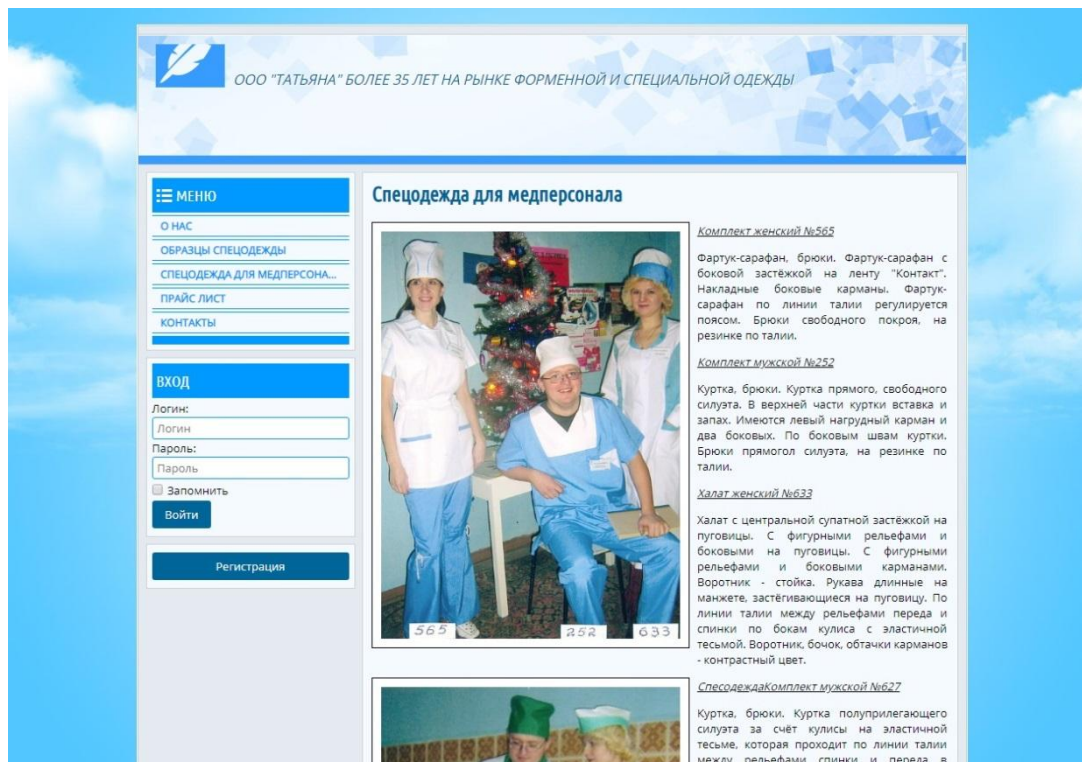 ООО "ТАТЬЯНА" БОЛЕЕ 35 ЛЕТ НА РЫНКЕ ФОРМЕННОЙ И СПЕЦИАЛЬНОЙ ОДЕЖДЫ
МЕНЮ
О НАС
ОБРАЗЦЫ СПЕЦОДЕЖДЫ
СПЕЦОДЕЖДА ДЛЯ МЕДПЕРСОНА...
ПРАЙС ЛИСТ
КОНТАКТЫ
ВХОД
Логин:
Логин
Пароль:
Пароль
Запомнить
Войти
Регистрация
Спецодежда для медперсонала
565
252
633
Комплект женский №565
Фартук-сарафан, брюки. Фартук-сарафан с
боковой застёжкой на ленту "Контакт".
Накладные боковые карманы. Фартук-
сарафан по линии талии регулируется
поясом. Брюки свободного покроя, на
резинке по талии.
Комплект мужской №252
Куртка, брюки. Куртка прямого, свободного
силуэта. В верхней части куртки вставка и
запах. Имеются левый нагрудный карман и
два боковых. По боковым швам куртки.
Брюки прямогол силуэта, на резинке по
талии.
Халат женский №633
Халат с центральной супатной застёжкой на
пуговицы. С фигурными рельефами и
боковыми на пуговицы. С фигурными
рельефами и боковыми карманами.
Воротник - стойка. Рукава длинные на
манжете, застёгивающиеся на пуговицу. По
линии талии между рельефами переда и
спинки по бокам кулиса с эластичной
тесьмой. Воротник, бочок, обтачки карманов
- контрастный цвет.
СпесодеждаКомплект мужской №627
Куртка, брюки. Куртка полуприлегающего
силуэта за счёт кулисы на эластичной
тесьме, которая проходит по линии талии
между рельефами спинки и переда в